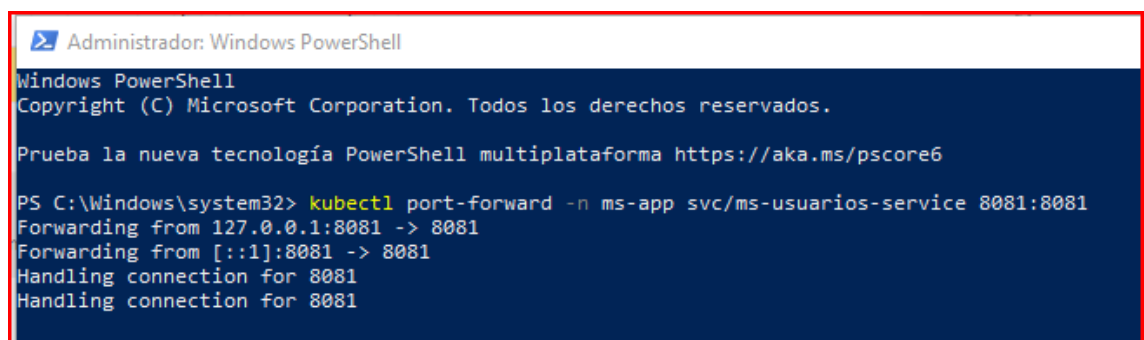 Administrador: Windows PowerShell
Windows PowerShell
Copyright (C) Microsoft Corporation. Todos los derechos reservados.
Prueba la nueva tecnología PowerShell multiplataforma https://aka.ms/pscore6
PS C:\Windows\system32> kubectl port-forward -n ms-app svc/ms-usuarios-service 8081:8081
Forwarding from 127.0.0.1:8081 -> 8081
Forwarding from [::1]:8081 -> 8081
Handling connection for 8081
Handling connection for 8081